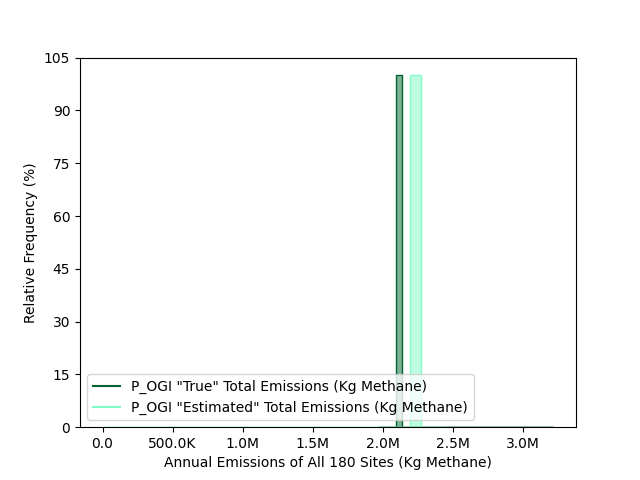 105
90
75
60
45
30
15
0
Relative Frequency (%)
P_OGI "True" Total Emissions (Kg Methane)
P_OGI "Estimated" Total Emissions (Kg Methane)
0.0 500.0K 1.0M 1.5M 2.0M 2.5M 3.0M
Annual Emissions of All 180 Sites (Kg Methane)